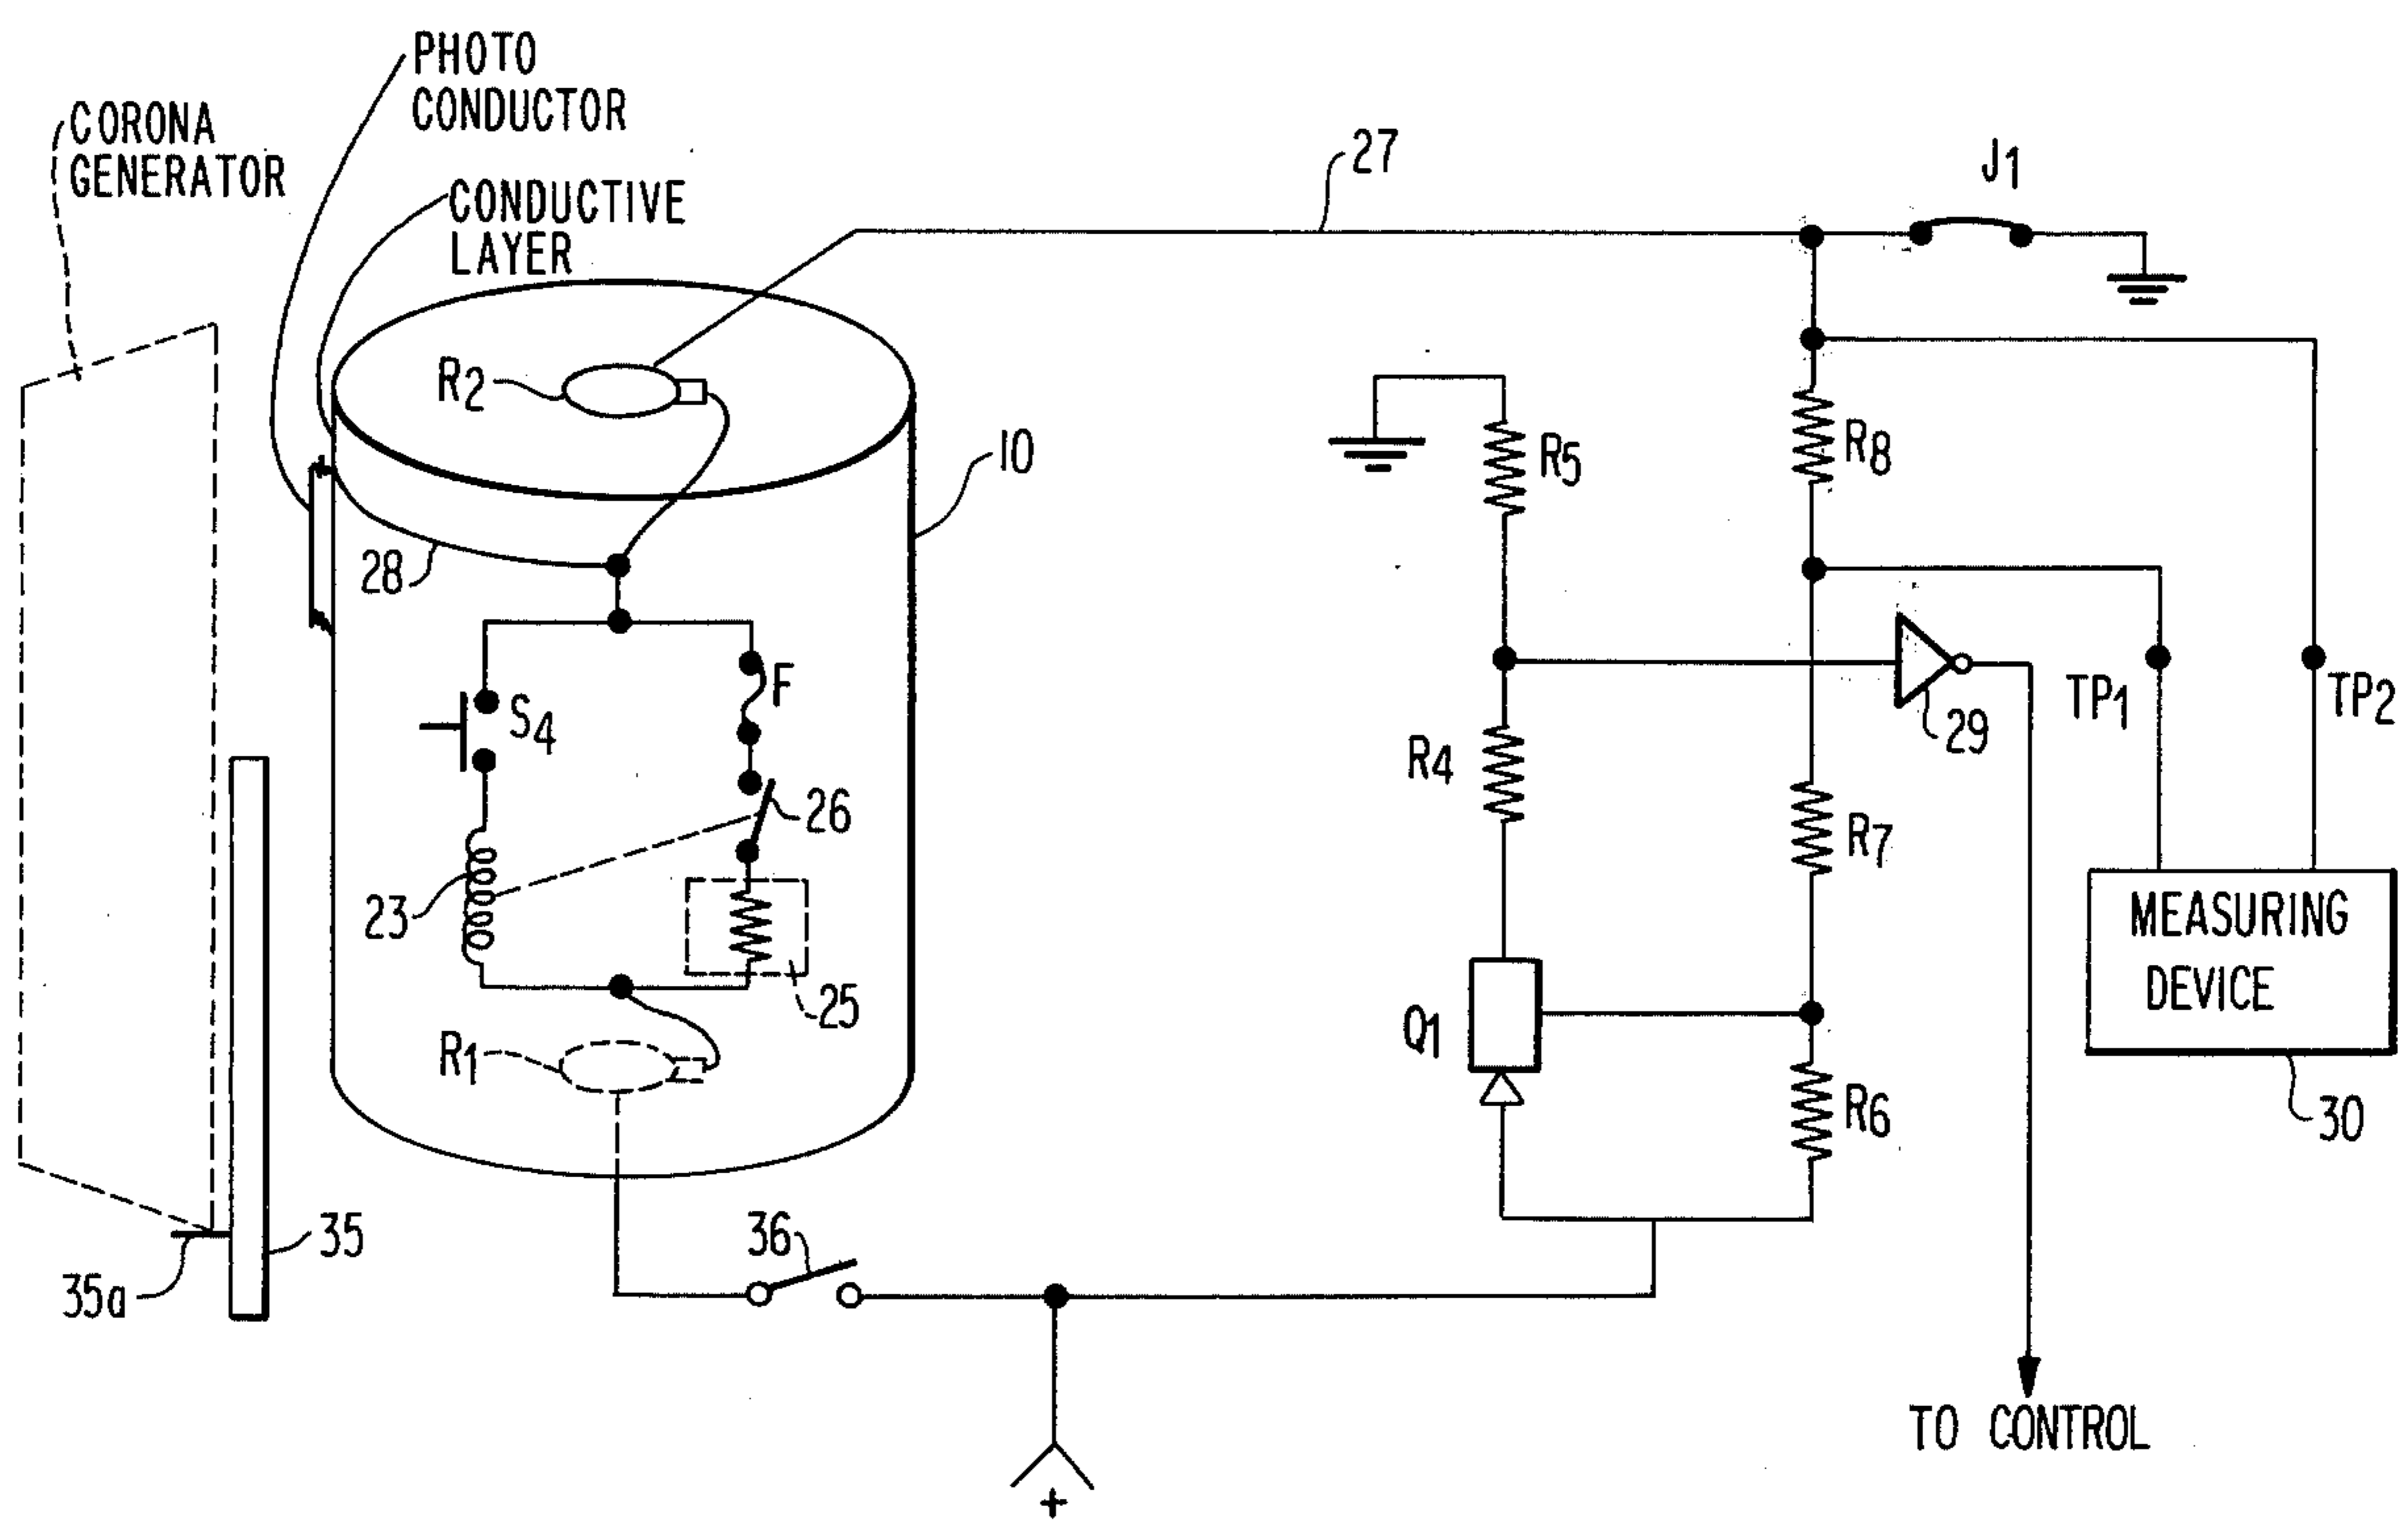 PHOTO
CONDUCTOR
CORONA
GENERATOR
CONDUCTIVE
LAYER
27
J1
R2
10
R5
R8
28
S4
F
26
TP1
TP2
29
R4
R7
23
25
MEASURING
DEVICE
Q1
R1
R6
30
35
35a
36
TO CONTROL
+